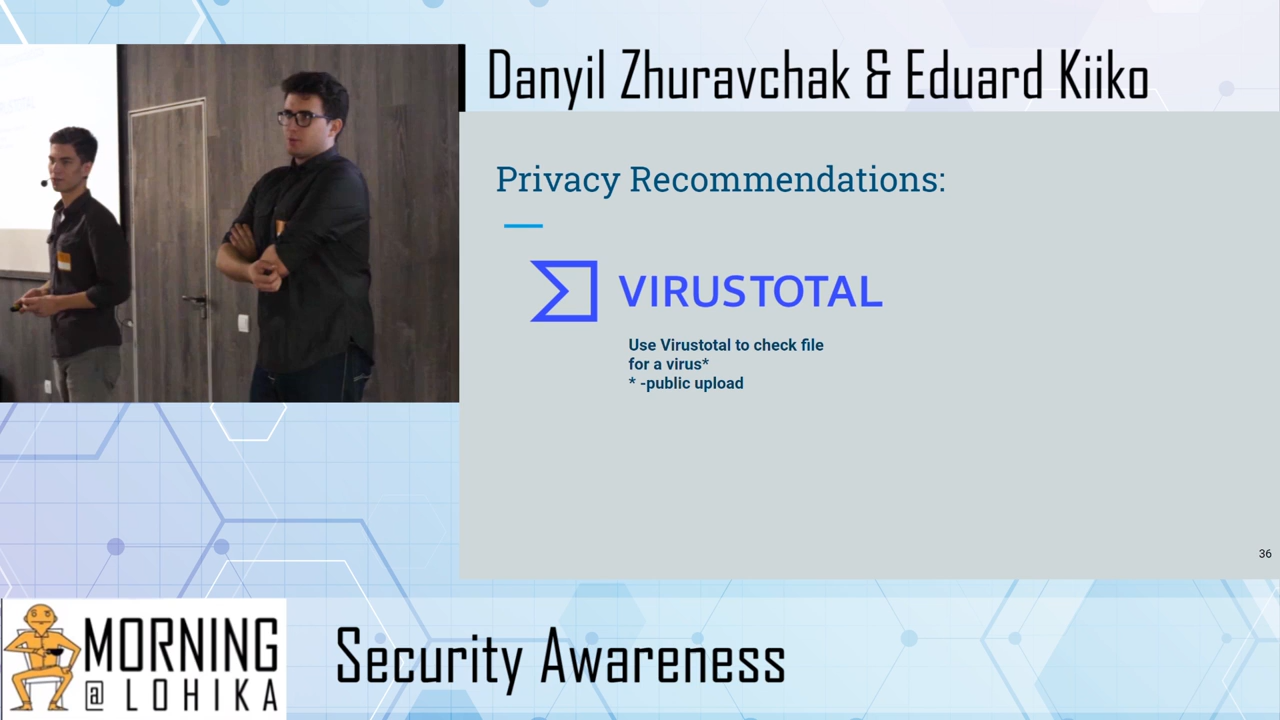 Danyil Zhuravchak & Eduard Kiiko
Privacy Recommendations:
VIRUSTOTAL
Use Virustotal to check file
for a virus*
* -public upload
36
MORNING
@ LOHIKA
Security Awareness